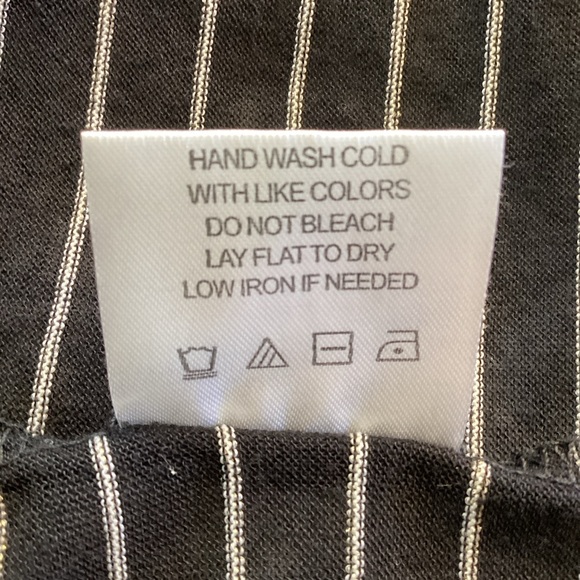 HAND WASH COLD
WITH LIKE COLORS
DO NOT BLEACH
LAY FLAT TO DRY
LOW IRON IF NEEDED